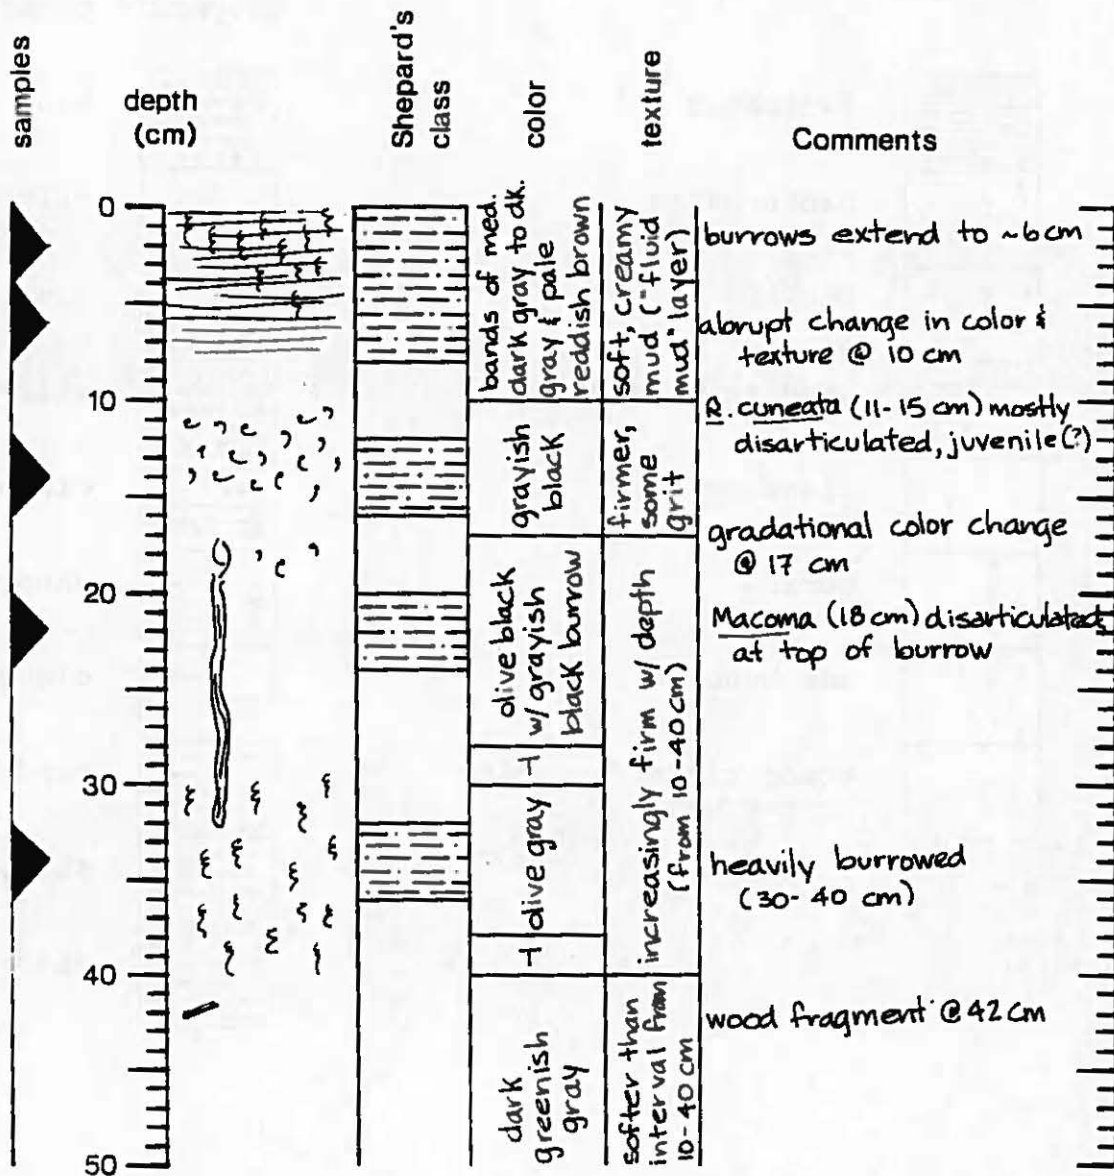 samples
depth
(cm)
Shepard's
class
color
texture
Comments
0
10
20
30
40
50
bands of med.
dark gray to dk.
gray & pale
reddish brown
grayish
black
olive black
w/ grayish
black burrow
olive gray
dark
greenish
gray
soft, creamy
mud ("fluid
mud" layer)
firmer,
some
grit
increasingly firm w/ depth
(from 10-40 cm)
softer than
interval from
10-40 cm
burrows extend to ~6cm
abrupt change in color &
texture @ 10 cm
R. cuneata (11-15 cm) mostly
disarticulated, juvenile(?)
gradational color change
@ 17 cm
Macoma (18 cm) disarticulated
at top of burrow
heavily burrowed
(30-40 cm)
wood fragment @ 42 cm